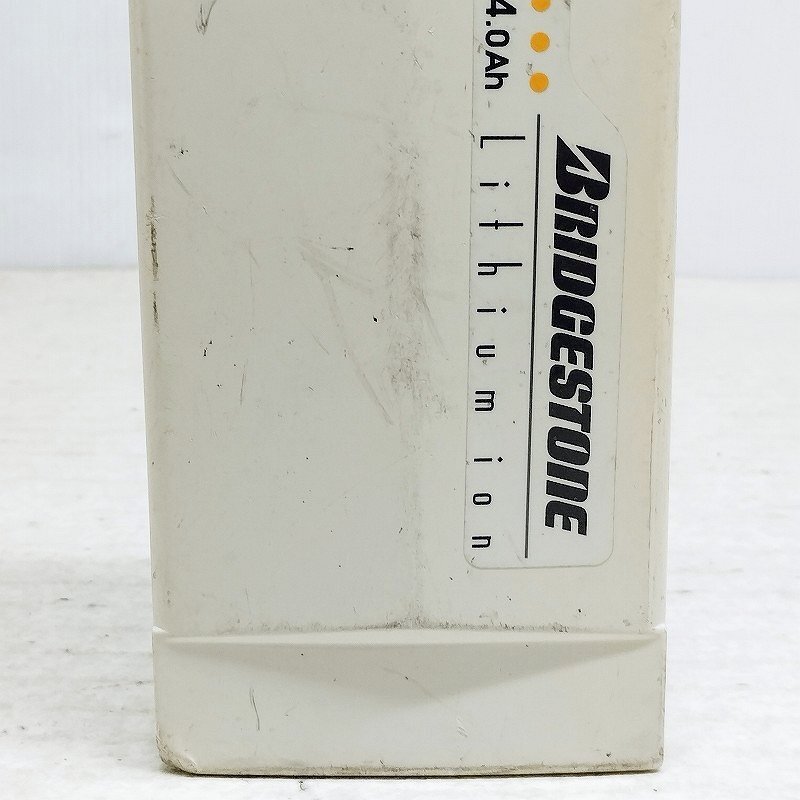 4.0Ah
BRIDGESTONE
Lithium ion